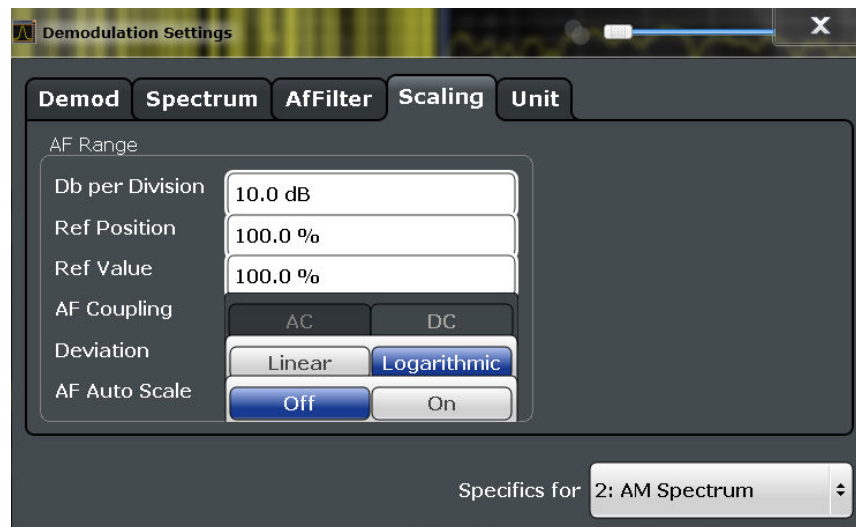 Demodulation Settings
X
Demod Spectrum AfFilter Scaling Unit
AF Range
Db per Division 10.0 dB
Ref Position 100.0 %
Ref Value 100.0 %
AF Coupling AC DC
Deviation Linear Logarithmic
AF Auto Scale Off On
Specifics for 2: AM Spectrum